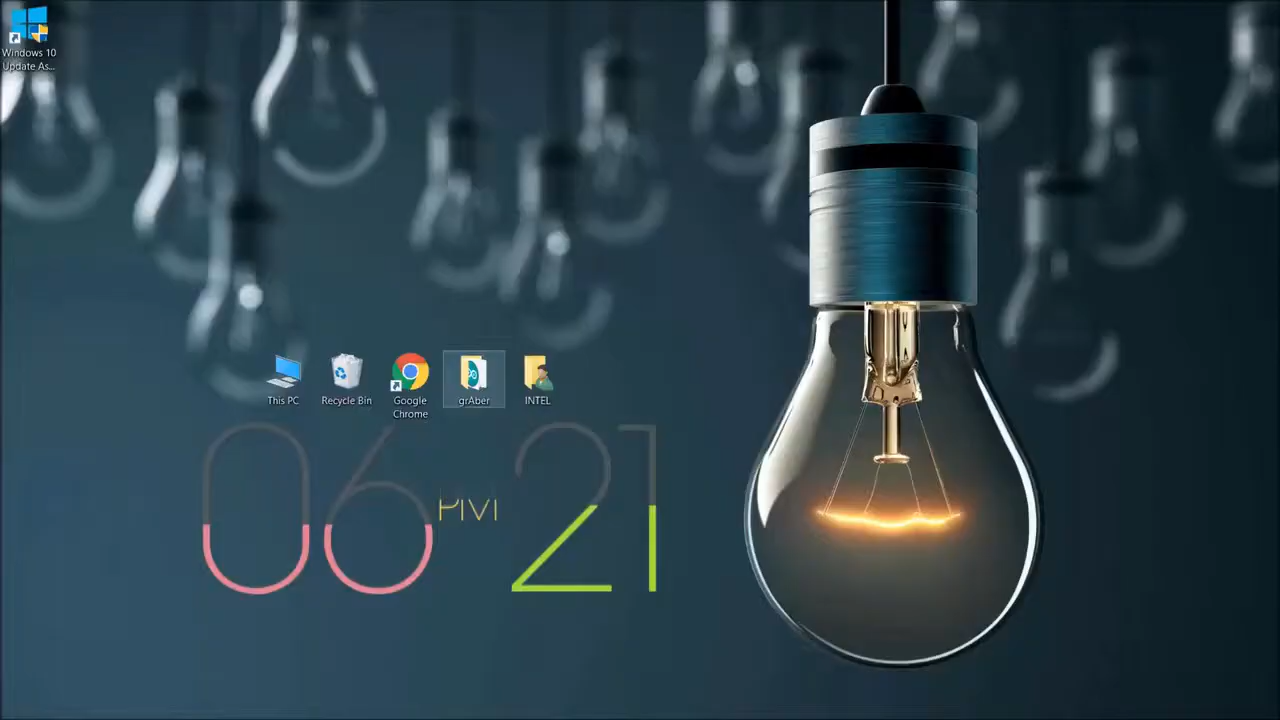 Windows 10
Update As...
This PC
Recycle Bin
Google
Chrome
grAber
INTEL
06 PM 21